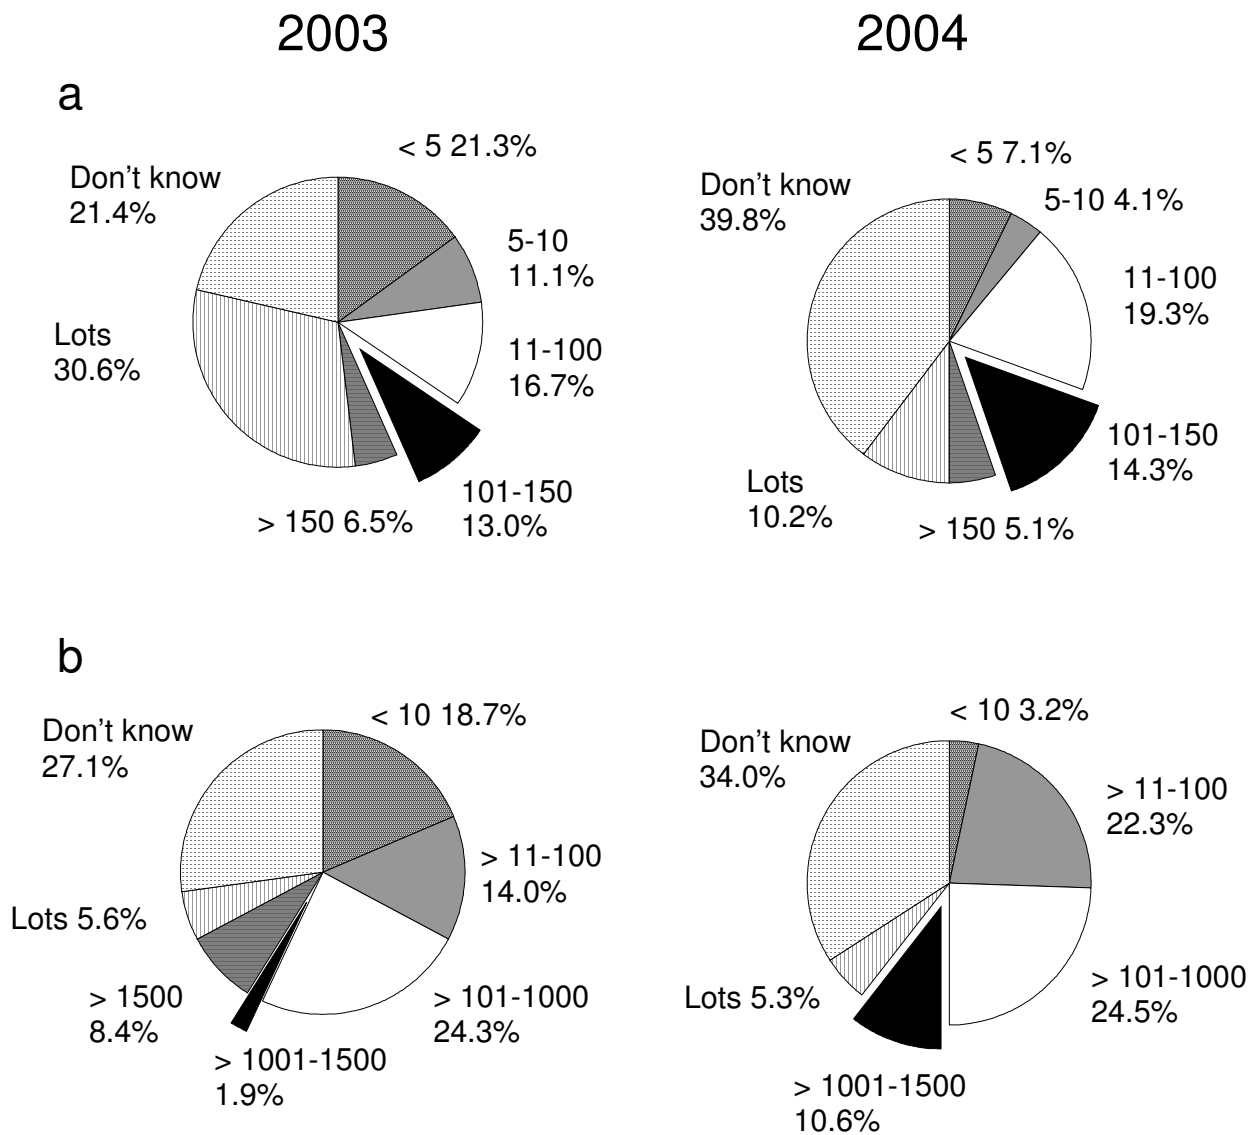 2003
2004
a
< 5 21.3%
Don't know
21.4%
5-10
11.1%
Lots
30.6%
11-100
16.7%
101-150
13.0%
> 150 6.5%
< 5 7.1%
Don't know
39.8%
5-10 4.1%
11-100
19.3%
101-150
14.3%
Lots
10.2%
> 150 5.1%
b
< 10 18.7%
Don't know
27.1%
> 11-100
14.0%
Lots 5.6%
> 1500
8.4%
> 101-1000
24.3%
> 1001-1500
1.9%
< 10 3.2%
Don't know
34.0%
> 11-100
22.3%
Lots 5.3%
> 101-1000
24.5%
> 1001-1500
10.6%